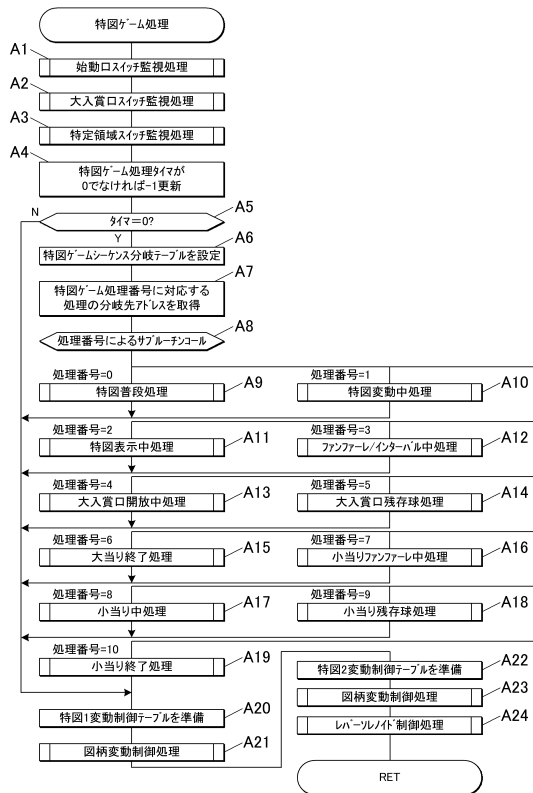 特図ゲーム処理
A1
始動口スイッチ監視処理
A2
大入賞口スイッチ監視処理
A3
特定領域スイッチ監視処理
A4
特図ゲーム処理タイマが
0でなければ-1更新
N
タイマ=0?
A5
Y
A6
特図ゲームシーケンス分岐テーブルを設定
A7
特図ゲーム処理番号に対応する
処理の分岐先アドレスを取得
A8
処理番号によるサブルーチンコール
処理番号=0
特図普段処理
A9
処理番号=1
特図変動中処理
A10
処理番号=2
特図表示中処理
A11
処理番号=3
ファンファーレ/インターバル中処理
A12
処理番号=4
大入賞口開放中処理
A13
処理番号=5
大入賞口残存球処理
A14
処理番号=6
大当り終了処理
A15
処理番号=7
小当りファンファーレ中処理
A16
処理番号=8
小当り中処理
A17
処理番号=9
小当り残存球処理
A18
処理番号=10
小当り終了処理
A19
A20
特図1変動制御テーブルを準備
図柄変動制御処理
A21
特図2変動制御テーブルを準備
A22
図柄変動制御処理
A23
レバーソレノイド制御処理
A24
RET